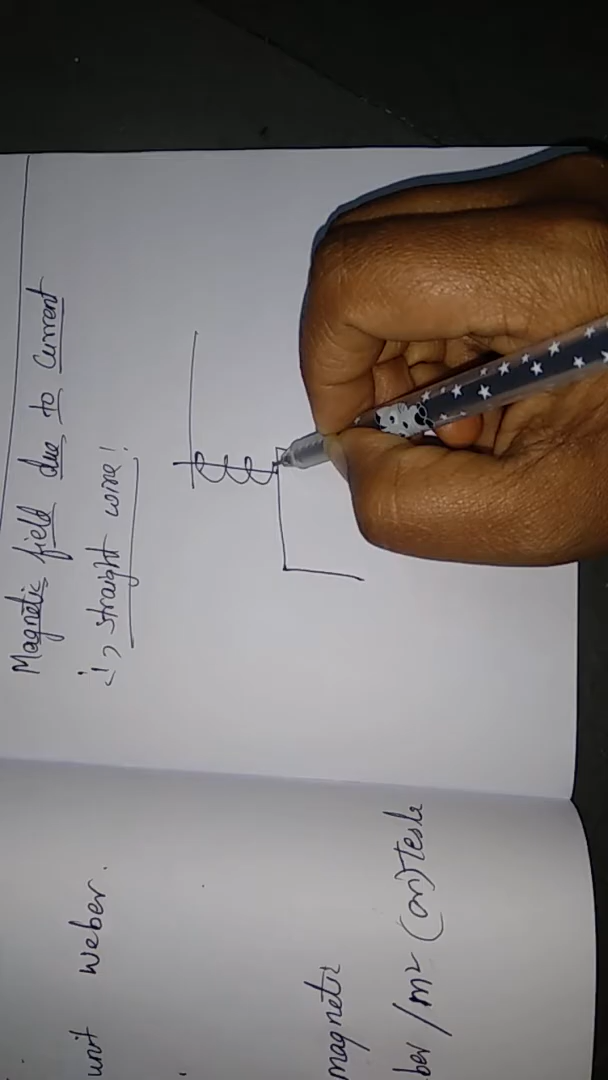 Magnetic field due to current
i, straight wire!
unit weber.
magnetic
ber/m² (or) Tesla